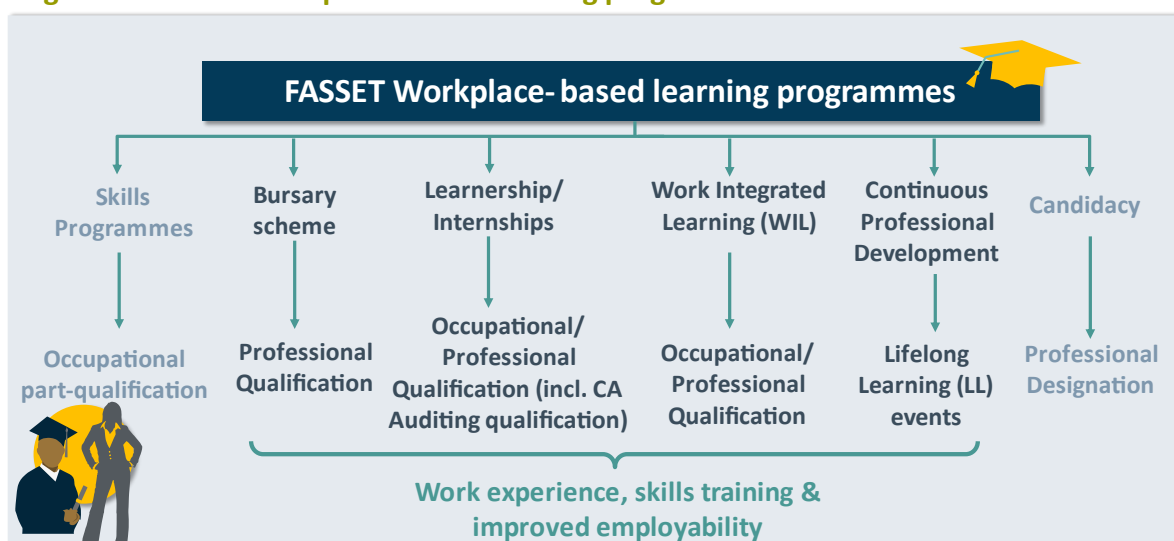 FASSET Workplace- based learning programmes
Skills
Programmes
Bursary
scheme
Learnership/
Internships
Work Integrated
Learning (WIL)
Continuous
Professional
Development
Candidacy
Occupational
part-qualification
Professional
Qualification
Occupational/
Professional
Qualification (incl. CA
Auditing qualification)
Occupational/
Professional
Qualification
Lifelong
Learning (LL)
events
Professional
Designation
Work experience, skills training &
improved employability